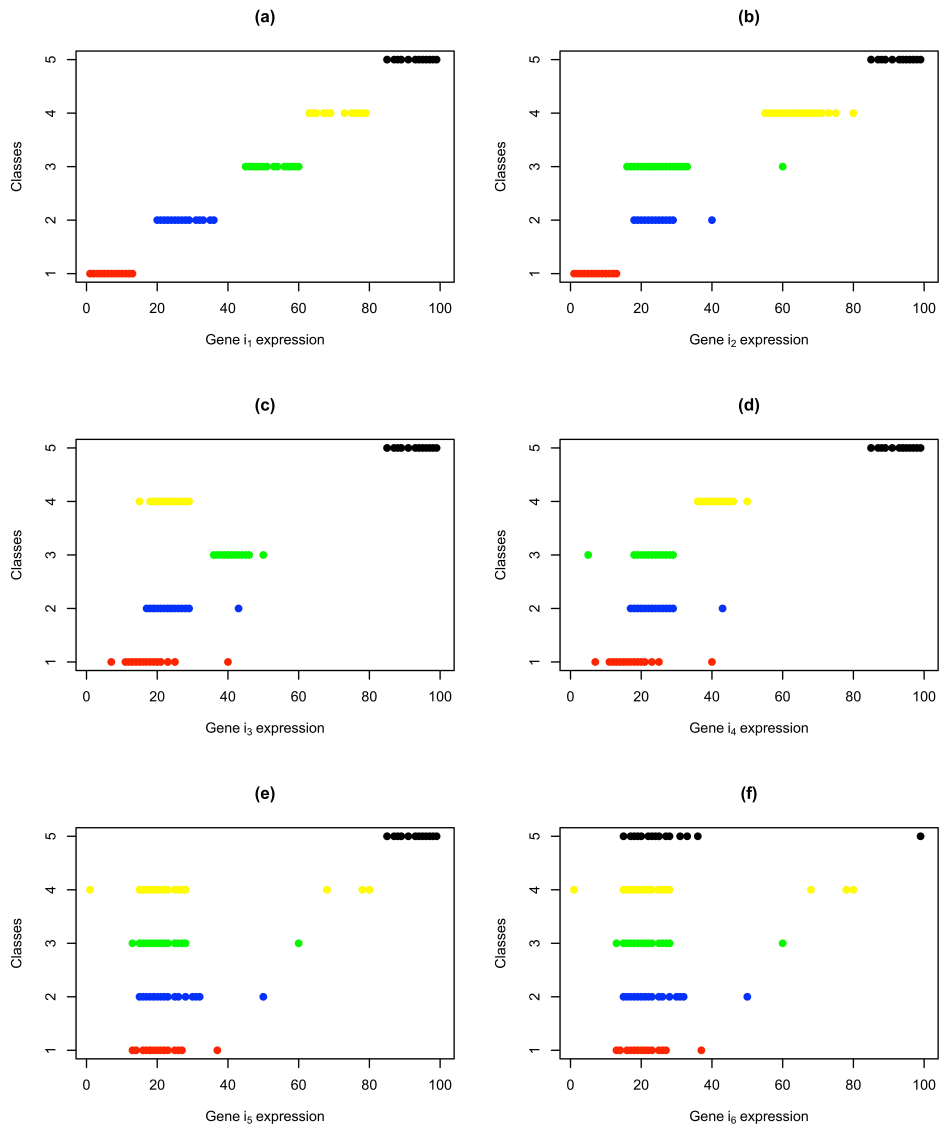 (a)
Classes
5
4
3
2
1
0 20 40 60 80 100
Gene i1 expression
(b)
Classes
5
4
3
2
1
0 20 40 60 80 100
Gene i2 expression
(c)
Classes
5
4
3
2
1
0 20 40 60 80 100
Gene i3 expression
(d)
Classes
5
4
3
2
1
0 20 40 60 80 100
Gene i4 expression
(e)
Classes
5
4
3
2
1
0 20 40 60 80 100
Gene i5 expression
(f)
Classes
5
4
3
2
1
0 20 40 60 80 100
Gene i6 expression